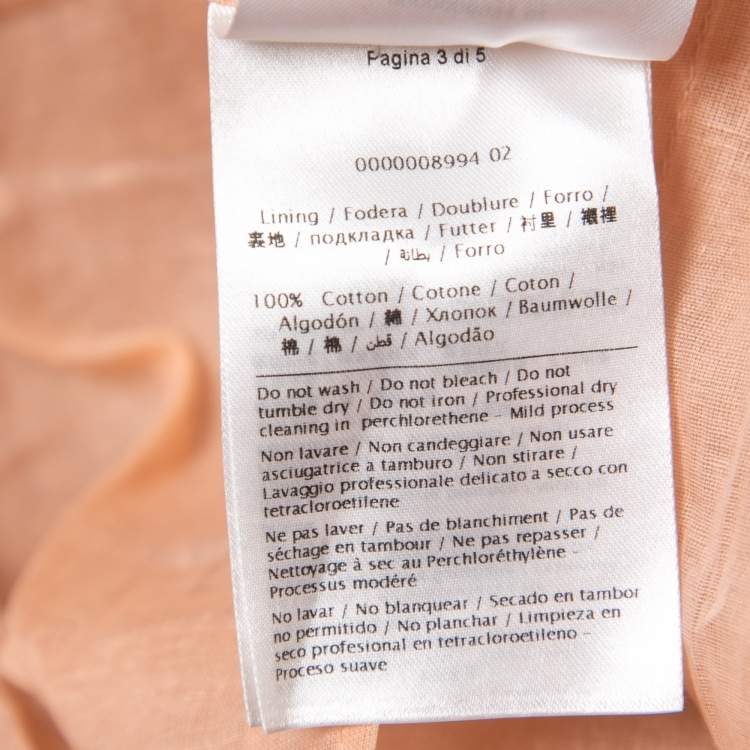 Pagina 3 di 5
0000008994 02
Lining / Fodera / Doublure / Forro /
裏地 / подкладка / Futter / 衬里 / 襯裡
/ بطانة / Forro
100% Cotton / Cotone / Coton /
Algodón / 綿 / Хлопок / Baumwolle /
棉 / 棉 / قطن / Algodão
Do not wash / Do not bleach / Do not
tumble dry / Do not iron / Professional dry
cleaning in perchlorethene - Mild process
Non lavare / Non candeggiare / Non usare
asciugatrice a tamburo / Non stirare /
Lavaggio professionale delicato a secco con
tetracloroetilene
Ne pas laver / Pas de blanchiment / Pas de
séchage en tambour / Ne pas repasser /
Nettoyage à sec au Perchloréthylène -
Processus modéré
No lavar / No blanquear / Secado en tambor
no permitido / No planchar / Limpieza en
seco profesional en tetracloroetileno -
Proceso suave